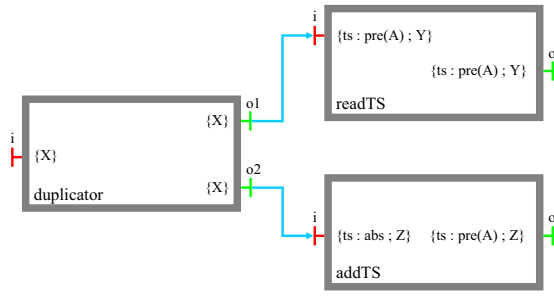 i
{ts : pre(A) ; Y}
{ts : pre(A) ; Y}
o
readTS
o1
{X}
i
{X}
o2
{X}
duplicator
i
{ts : abs ; Z} {ts : pre(A) ; Z}
o
addTS